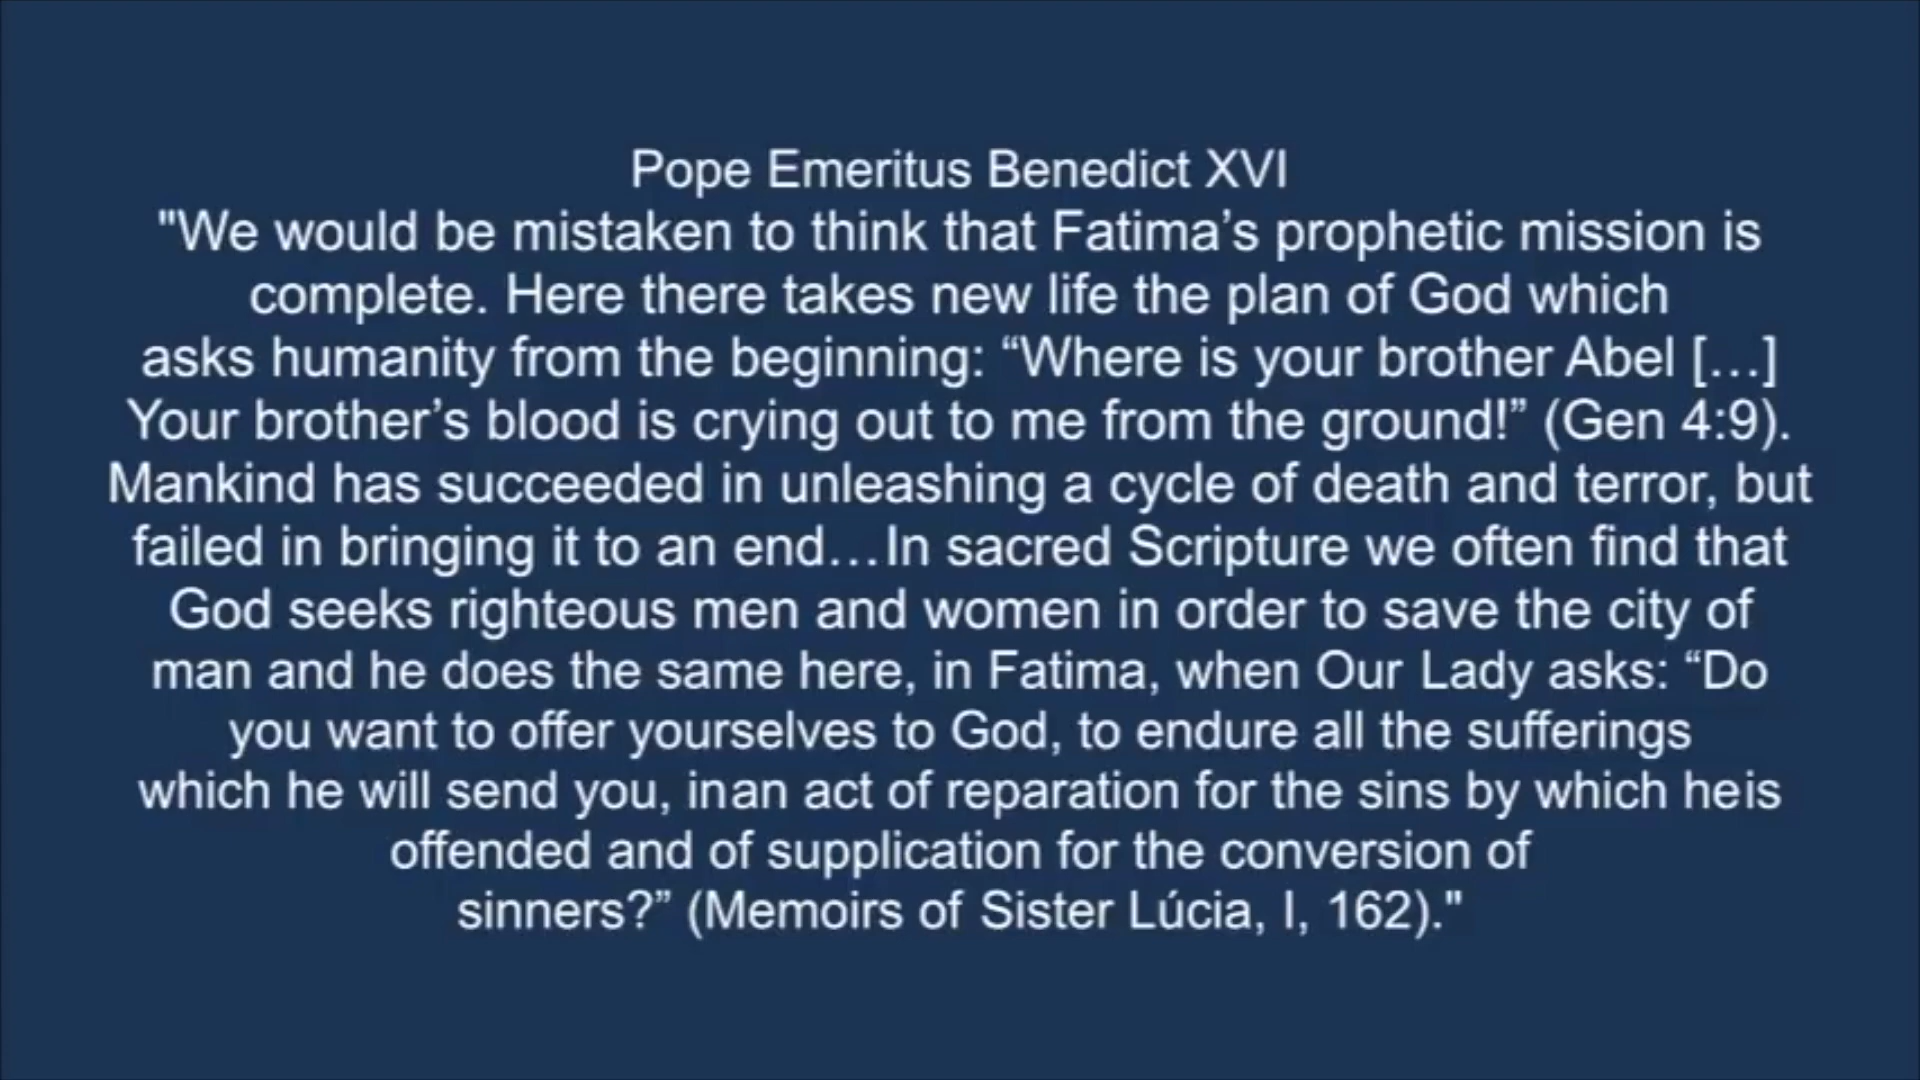 Pope Emeritus Benedict XVI
"We would be mistaken to think that Fatima’s prophetic mission is
complete. Here there takes new life the plan of God which
asks humanity from the beginning: “Where is your brother Abel […]
Your brother’s blood is crying out to me from the ground!” (Gen 4:9).
Mankind has succeeded in unleashing a cycle of death and terror, but
failed in bringing it to an end…In sacred Scripture we often find that
God seeks righteous men and women in order to save the city of
man and he does the same here, in Fatima, when Our Lady asks: “Do
you want to offer yourselves to God, to endure all the sufferings
which he will send you, inan act of reparation for the sins by which heis
offended and of supplication for the conversion of
sinners?” (Memoirs of Sister Lúcia, I, 162)."